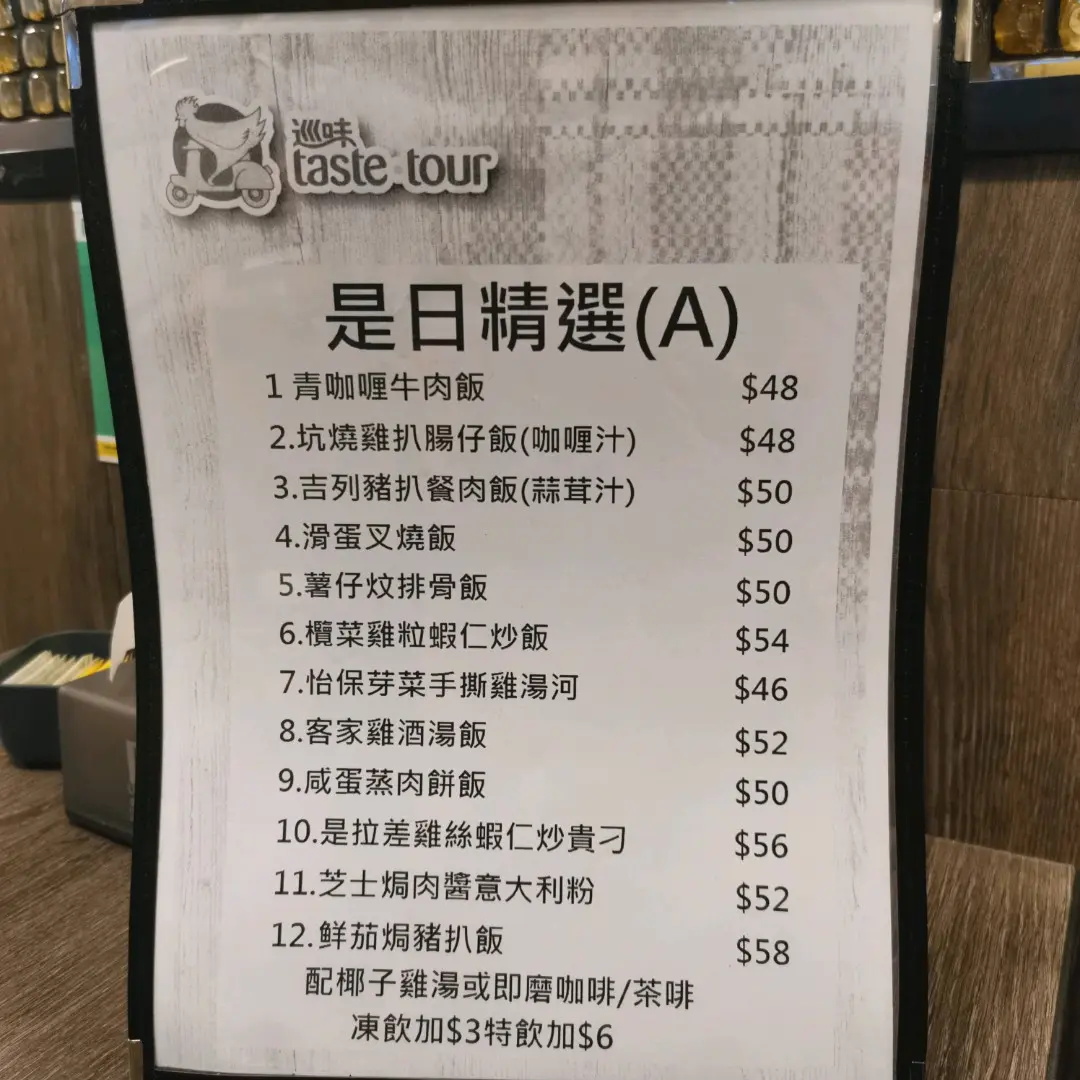 巡味
taste tour
是日精選(A)
1 青咖喱牛肉飯 $48
2.坑燒雞扒腸仔飯(咖喱汁) $48
3.吉列豬扒餐肉飯(蒜茸汁) $50
4.滑蛋叉燒飯 $50
5.薯仔炆排骨飯 $50
6.欖菜雞粒蝦仁炒飯 $54
7.怡保芽菜手撕雞湯河 $46
8.客家雞酒湯飯 $52
9.咸蛋蒸肉餅飯 $50
10.是拉差雞絲蝦仁炒貴刁 $56
11.芝士焗肉醬意大利粉 $52
12.鮮茄焗豬扒飯 $58
配椰子雞湯或即磨咖啡/茶啡
凍飲加$3特飲加$6